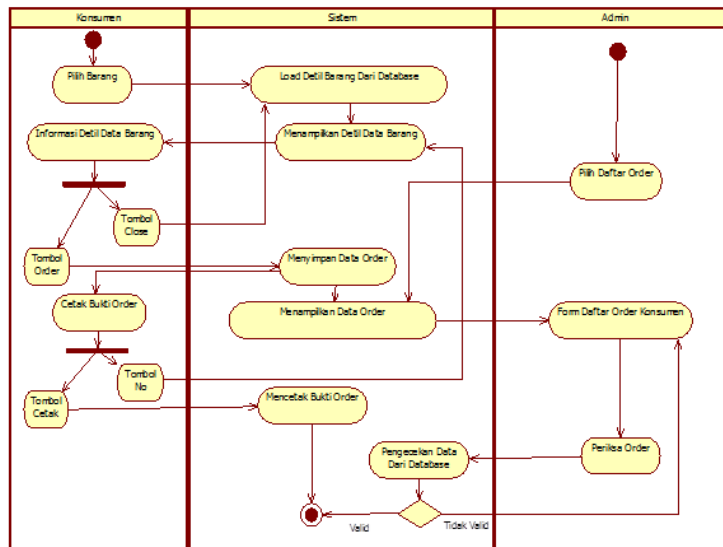 Konsumen
Sistem
Admin
Pilih Barang
Load Detil Barang Dari Database
Informasi Detil Data Barang
Menampilkan Detil Data Barang
Pilih Daftar Order
Tombol
Close
Tombol
Order
Menyimpan Data Order
Cetak Bukti Order
Menampilkan Data Order
Form Daftar Order Konsumen
Tombol
No
Tombol
Cetak
Mencetak Bukti Order
Pengecekan Data
Dari Database
Periksa Order
Valid
Tidak Valid